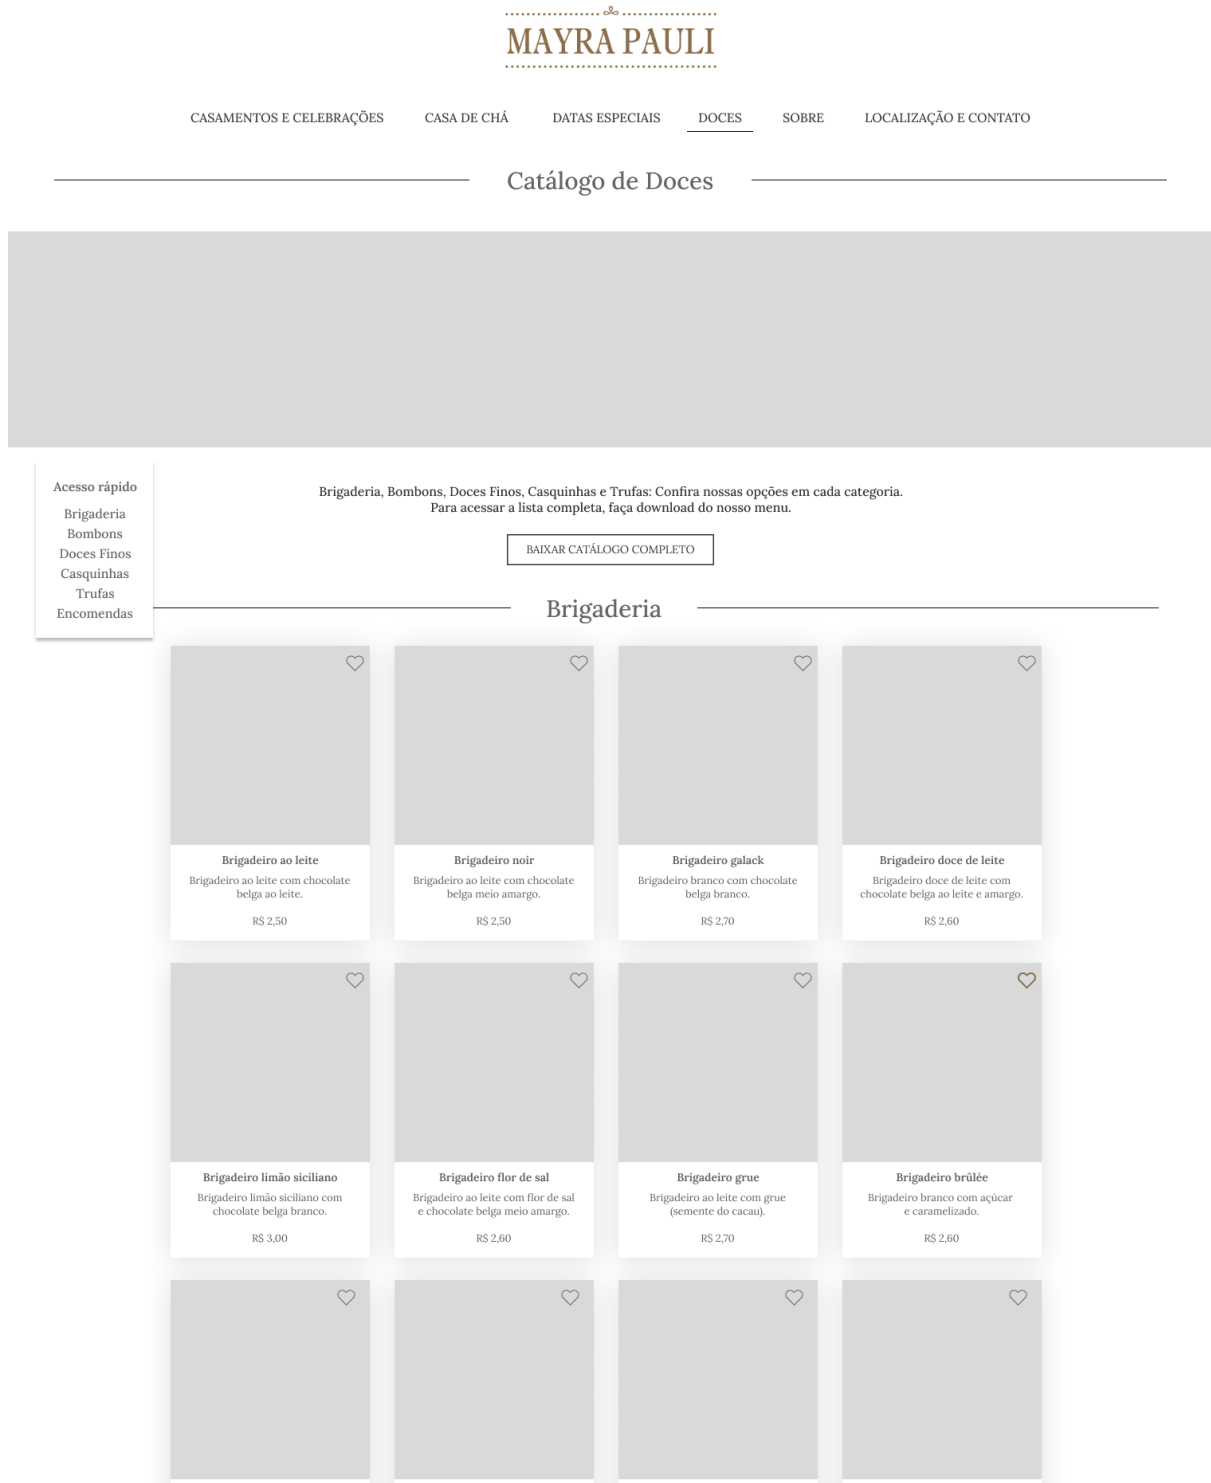 MAYRA PAULI
CASAMENTOS E CELEBRAÇÕES
CASA DE CHÁ
DATAS ESPECIAIS
DOCES
SOBRE
LOCALIZAÇÃO E CONTATO
Catálogo de Doces
Acesso rápido
Brigaderia
Bombons
Doces Finos
Casquinhas
Trufas
Encomendas
Brigaderia, Bombons, Doces Finos, Casquinhas e Trufas: Confira nossas opções em cada categoria.
Para acessar a lista completa, faça download do nosso menu.
BAIXAR CATÁLOGO COMPLETO
Brigaderia
Brigadeiro ao leite
Brigadeiro ao leite com chocolate
belga ao leite.
R$ 2,50
Brigadeiro noir
Brigadeiro ao leite com chocolate
belga meio amargo.
R$ 2,50
Brigadeiro galack
Brigadeiro branco com chocolate
belga branco.
R$ 2,70
Brigadeiro doce de leite
Brigadeiro doce de leite com
chocolate belga ao leite e amargo.
R$ 2,60
Brigadeiro limão siciliano
Brigadeiro limão siciliano com
chocolate belga branco.
R$ 3,00
Brigadeiro flor de sal
Brigadeiro ao leite com flor de sal
e chocolate belga meio amargo.
R$ 2,60
Brigadeiro grue
Brigadeiro ao leite com grue
(semente do cacau).
R$ 2,70
Brigadeiro brûlée
Brigadeiro branco com açúcar
e caramelizado.
R$ 2,60